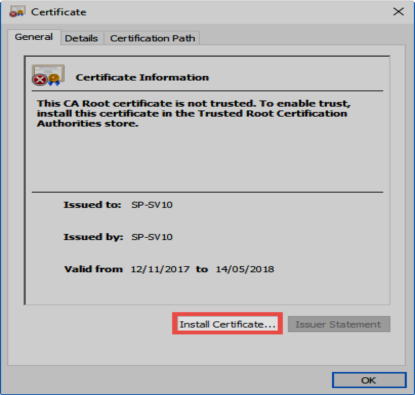 Certificate
General Details Certification Path
Certificate Information
This CA Root certificate is not trusted. To enable trust,
install this certificate in the Trusted Root Certification
Authorities store.
Issued to: SP-SV10
Issued by: SP-SV10
Valid from 12/11/2017 to 14/05/2018
Install Certificate... Issuer Statement
OK